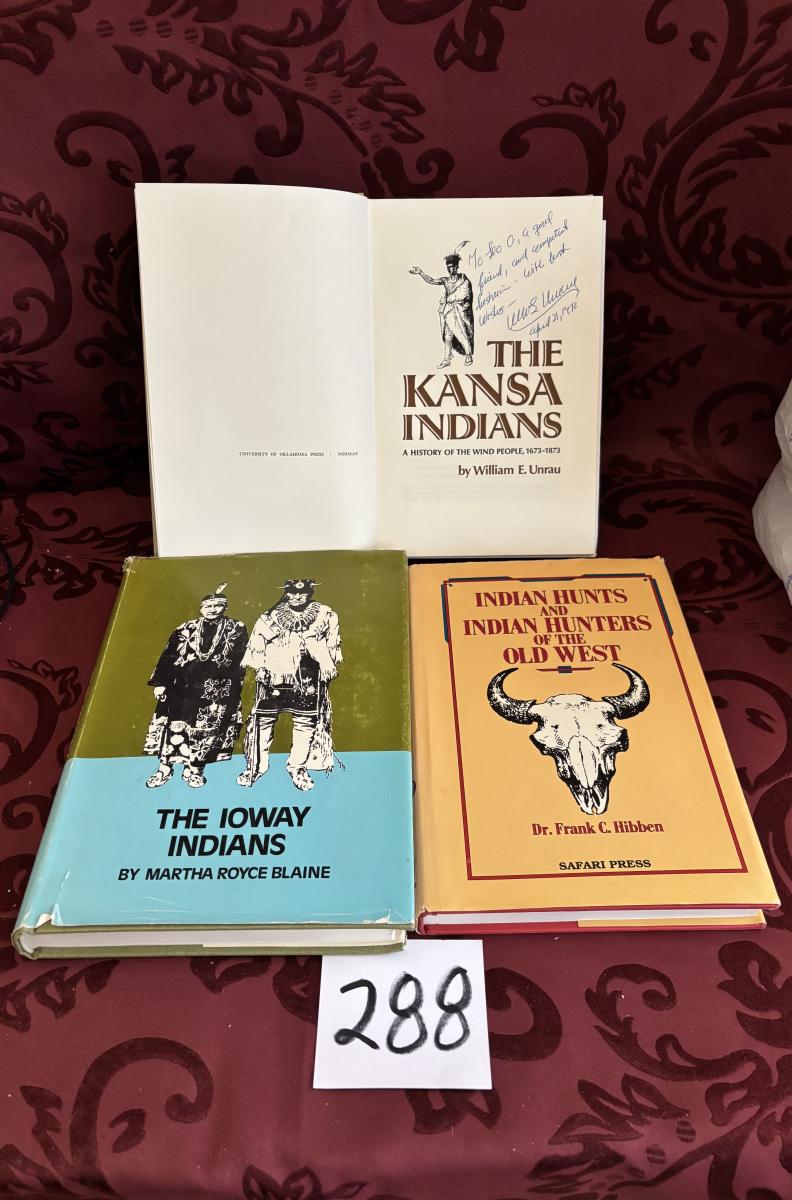 To Leo O, a good
friend, and competent
historian - with best
wishes -
Wm E Unrau
April 21, 1972
THE
KANSA
INDIANS
A HISTORY OF THE WIND PEOPLE, 1673-1873
by William E. Unrau
UNIVERSITY OF OKLAHOMA PRESS : NORMAN
THE IOWAY
INDIANS
BY MARTHA ROYCE BLAINE
INDIAN HUNTS
AND
INDIAN HUNTERS
OF THE
OLD WEST
Dr. Frank C. Hibben
SAFARI PRESS
288